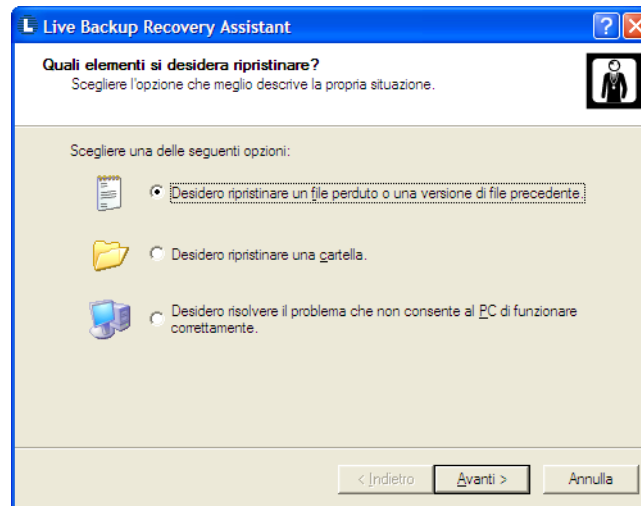 Live Backup Recovery Assistant
Quali elementi si desidera ripristinare?
Scegliere l'opzione che meglio descrive la propria situazione.
Scegliere una delle seguenti opzioni:
Desidero ripristinare un file perduto o una versione di file precedente.
Desidero ripristinare una cartella.
Desidero risolvere il problema che non consente al PC di funzionare
correttamente.
< Indietro
Avanti >
Annulla